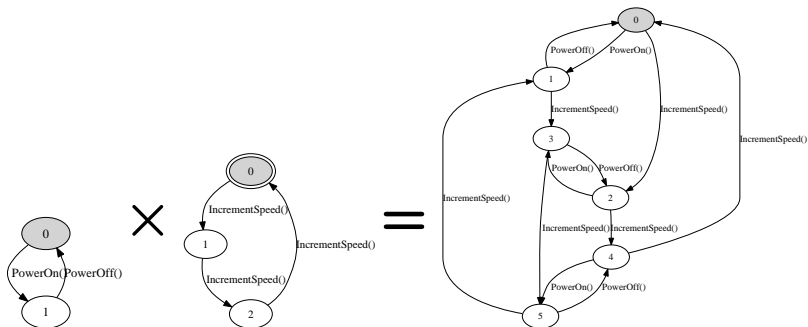 0
PowerOn() PowerOff()
1
×
0
IncrementSpeed()
1
IncrementSpeed()
IncrementSpeed()
2
=
0
PowerOff() PowerOn()
1
IncrementSpeed() IncrementSpeed()
3
IncrementSpeed()
PowerOn() PowerOff()
2
IncrementSpeed()
IncrementSpeed() IncrementSpeed()
4
PowerOn() PowerOff()
5